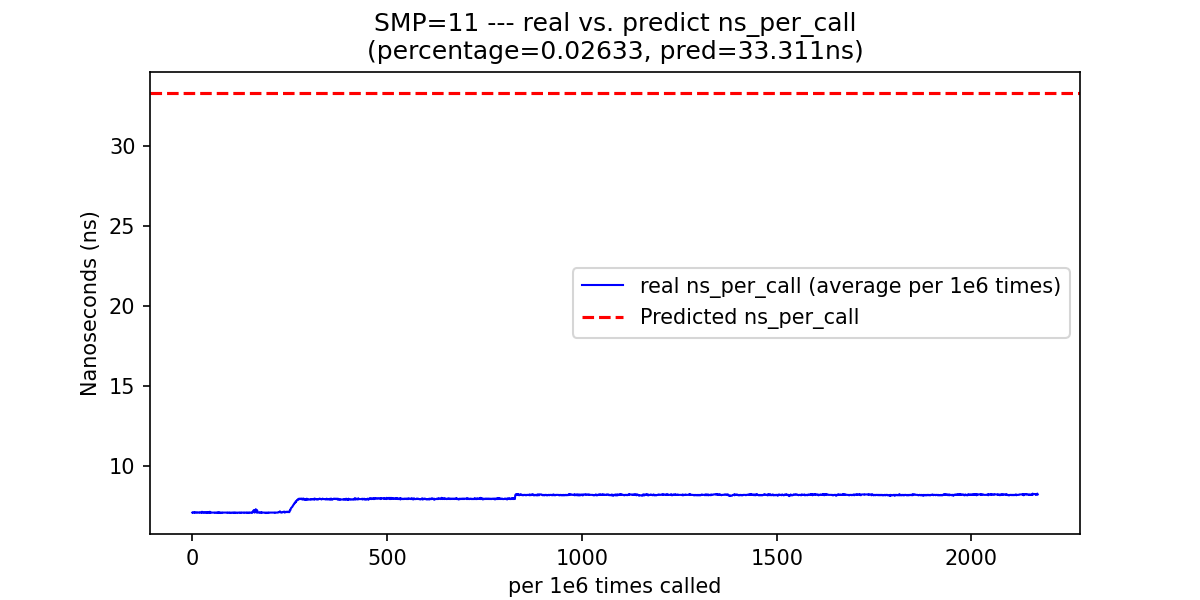 SMP=11 --- real vs. predict ns_per_call
(percentage=0.02633, pred=33.311ns)
Nanoseconds (ns)
30
25
20
15
10
real ns_per_call (average per 1e6 times)
Predicted ns_per_call
0
500
1000
1500
2000
per 1e6 times called